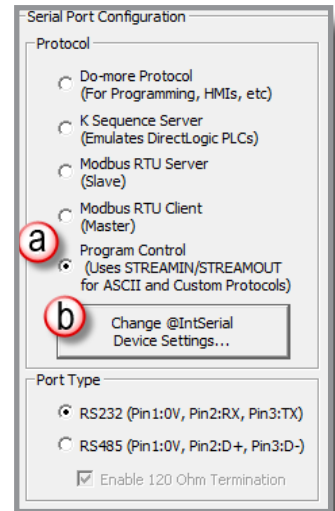 Serial Port Configuration
Protocol
Do-more Protocol
(For Programming, HMIs, etc)
K Sequence Server
(Emulates DirectLogic PLCs)
Modbus RTU Server
(Slave)
Modbus RTU Client
(Master)
a
Program Control
(Uses STREAMIN/STREAMOUT
for ASCII and Custom Protocols)
b
Change @IntSerial
Device Settings...
Port Type
RS232 (Pin1:0V, Pin2:RX, Pin3:TX)
RS485 (Pin1:0V, Pin2:D+, Pin3:D-)
Enable 120 Ohm Termination